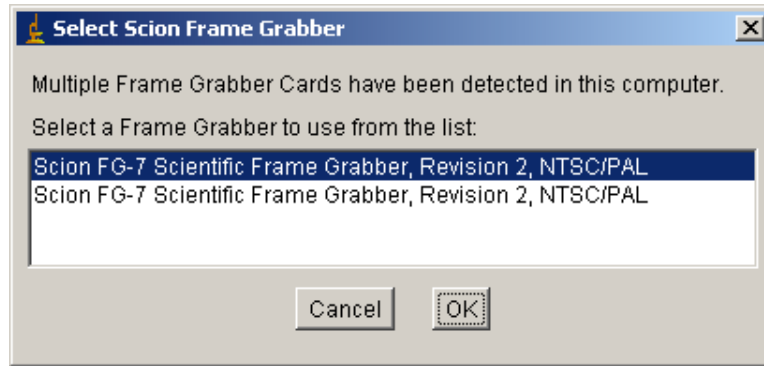 Select Scion Frame Grabber
Multiple Frame Grabber Cards have been detected in this computer.
Select a Frame Grabber to use from the list:
Scion FG-7 Scientific Frame Grabber, Revision 2, NTSC/PAL
Scion FG-7 Scientific Frame Grabber, Revision 2, NTSC/PAL
Cancel OK